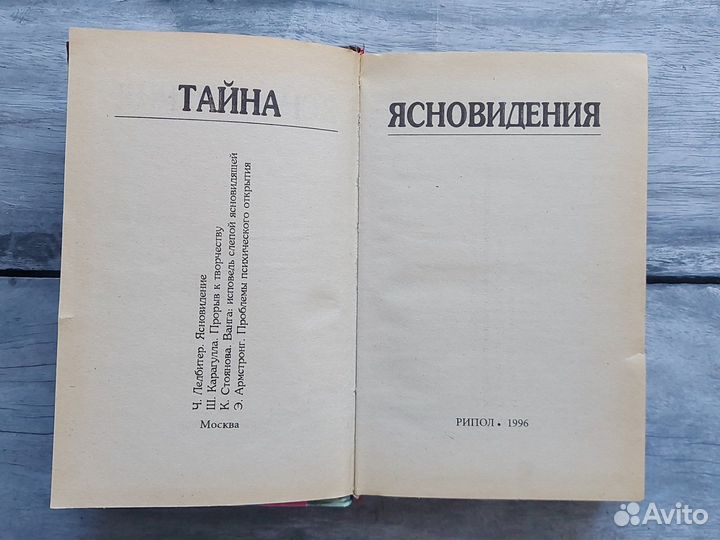 ТАЙНА
Ч. Ледбитер. Ясновидение
Ш. Карагулла. Прорыв к творчеству
К. Стоянова. Ванга: исповедь слепой ясновидящей
Э. Армстронг. Проблемы психического открытия
Москва
ЯСНОВИДЕНИЯ
РИПОЛ • 1996
Avito